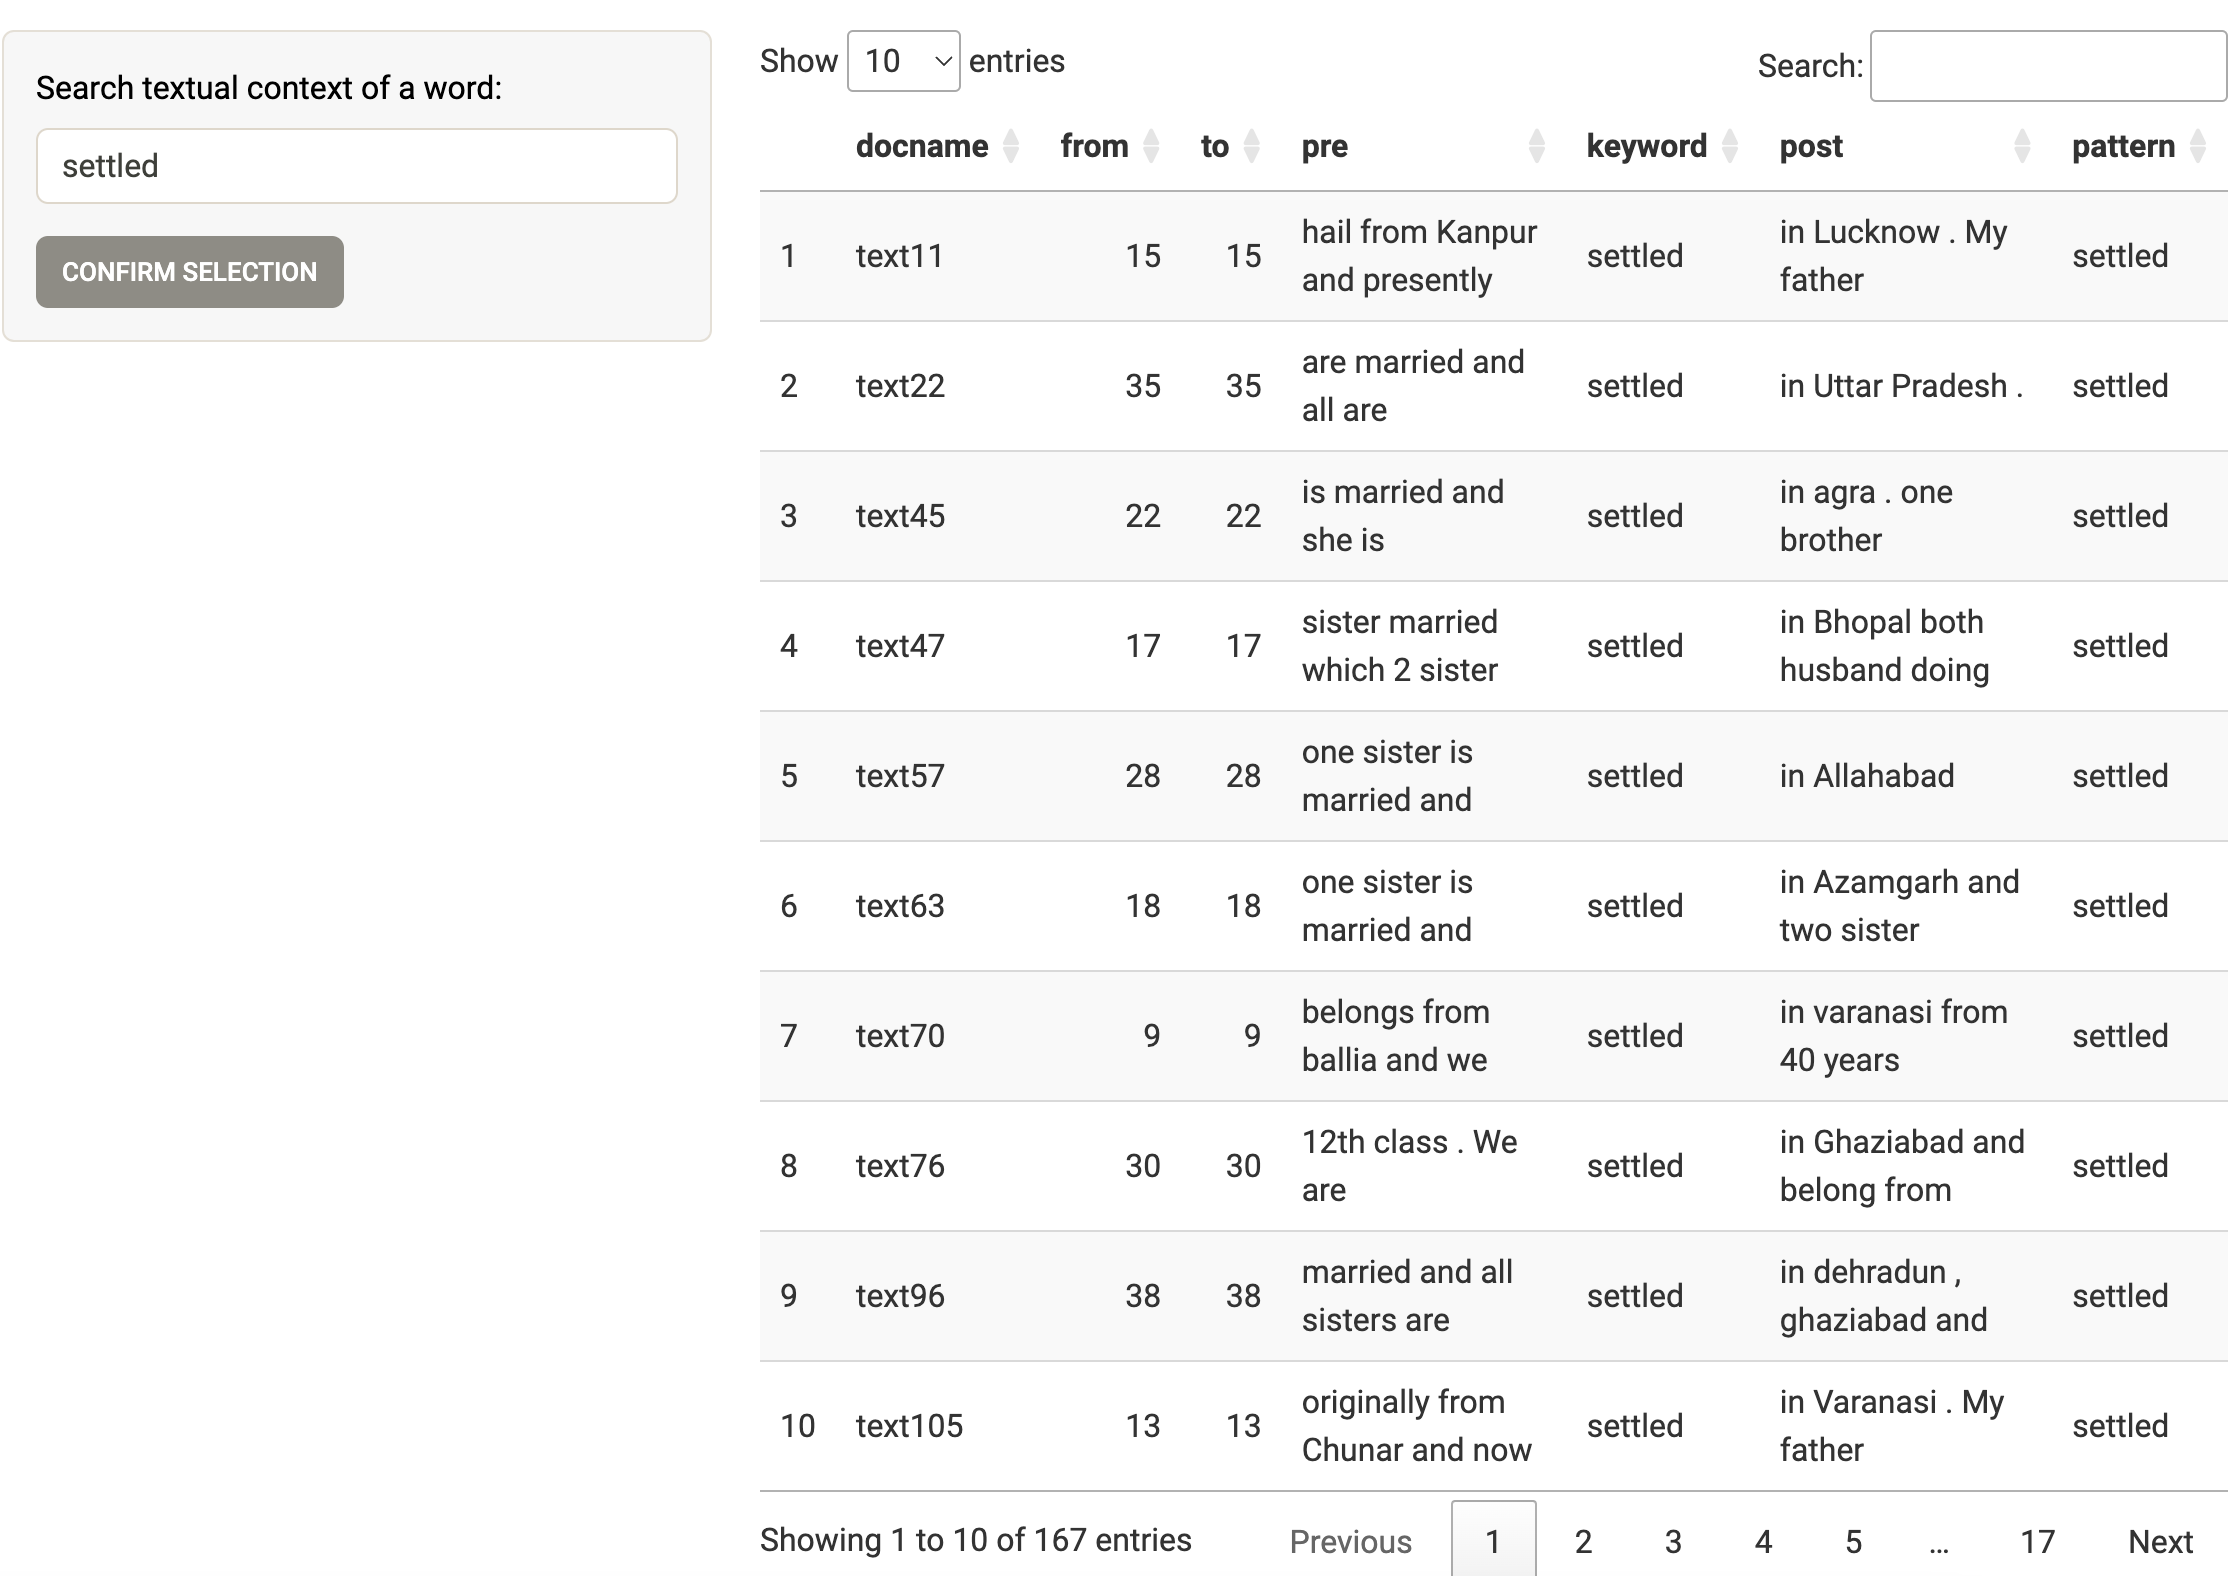 Search textual context of a word:
settled
CONFIRM SELECTION
Show 10 entries
Search:
docname from to pre keyword post pattern
1 text11 15 15 hail from Kanpur and presently settled in Lucknow . My father settled
2 text22 35 35 are married and all are settled in Uttar Pradesh . settled
3 text45 22 22 is married and she is settled in agra . one brother settled
4 text47 17 17 sister married which 2 sister settled in Bhopal both husband doing settled
5 text57 28 28 one sister is married and settled in Allahabad settled
6 text63 18 18 one sister is married and settled in Azamgarh and two sister settled
7 text70 9 9 belongs from ballia and we settled in varanasi from 40 years settled
8 text76 30 30 12th class . We are settled in Ghaziabad and belong from settled
9 text96 38 38 married and all sisters are settled in dehradun , ghaziabad and settled
10 text105 13 13 originally from Chunar and now settled in Varanasi . My father settled
Showing 1 to 10 of 167 entries
Previous 1 2 3 4 5 … 17 Next